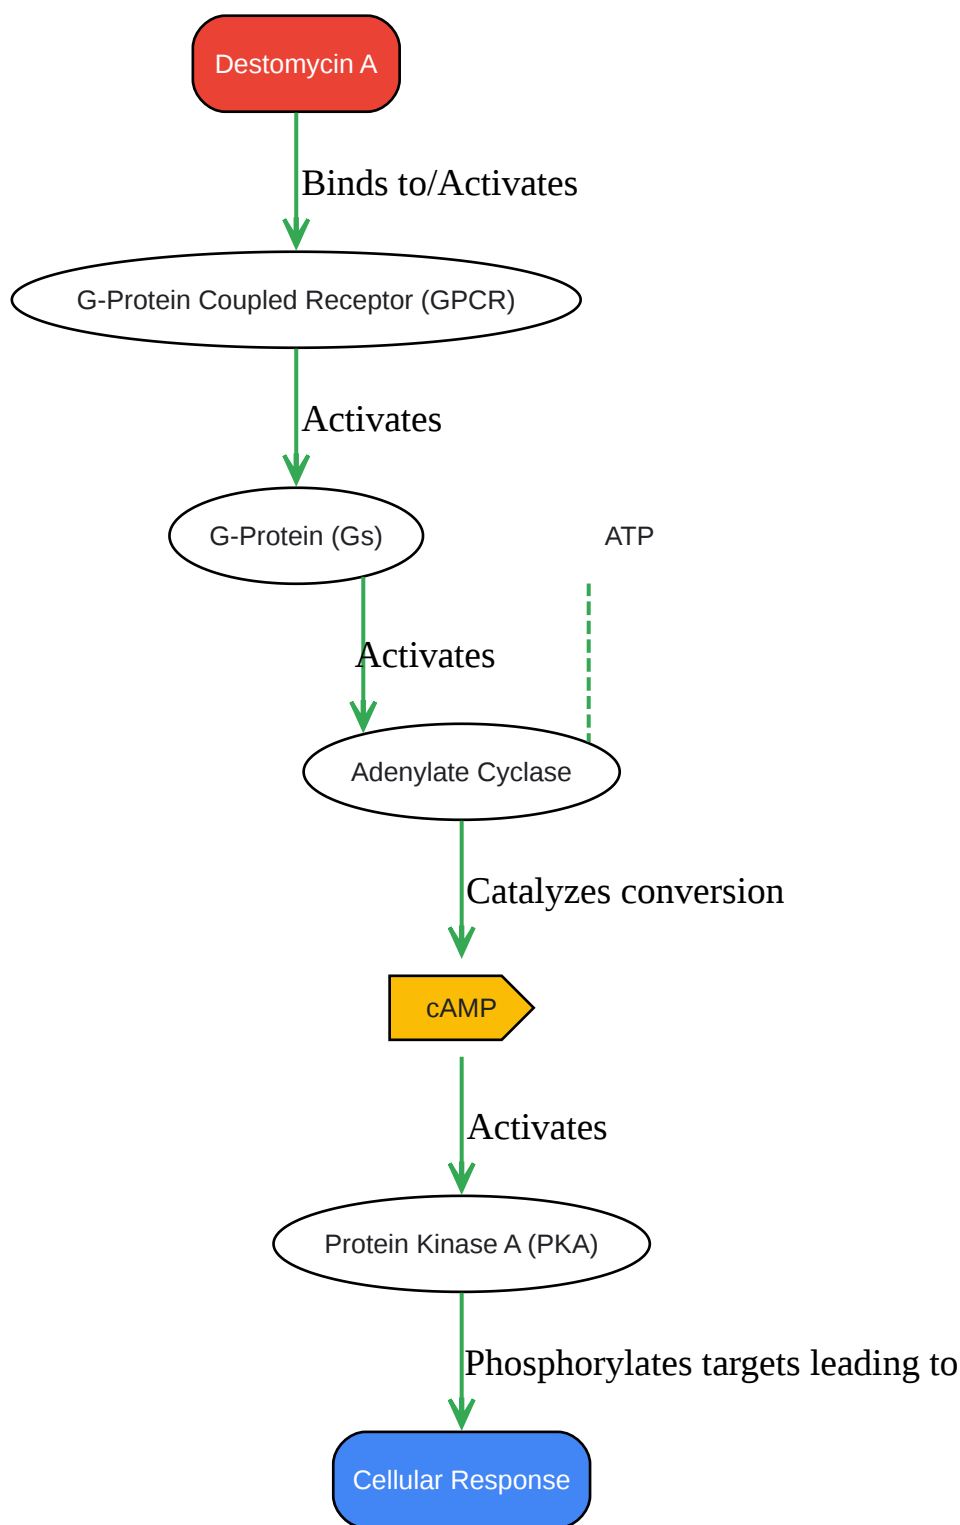 Destomycin A
Binds to/Activates
G-Protein Coupled Receptor (GPCR)
Activates
G-Protein (Gs)
ATP
Activates
Adenylate Cyclase
Catalyzes conversion
cAMP
Activates
Protein Kinase A (PKA)
Phosphorylates targets leading to
Cellular Response